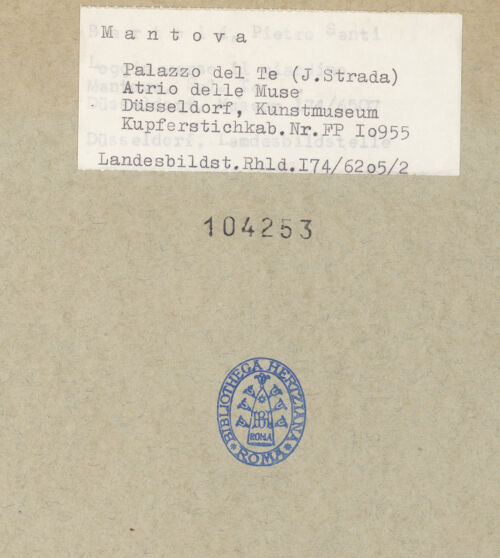 M a n t o v a
Palazzo del Te (J.Strada)
Atrio delle Muse
Düsseldorf, Kunstmuseum
Kupferstichkab.Nr.FP Io955
Landesbildst.Rhld.I74/62o5/2
104253
BIBLIOTHECA HERTZIANA
ROMA
ROMA